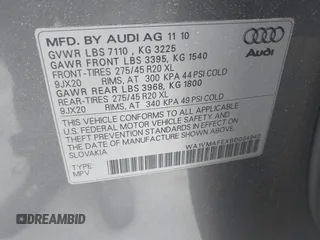 MFD. BY AUDI AG 11 10
GVWR LBS 7110 , KG 3225
GAWR FRONT LBS 3395, KG 1540
FRONT-TIRES 275/45 R20 XL
9JX20 RIMS, AT 300 KPA 44 PSI COLD
GAWR REAR LBS 3968, KG 1800
REAR-TIRES 275/45 R20 XL
9JX20 RIMS, AT 340 KPA 49 PSI COLD
THIS VEHICLE CONFORMS TO ALL APPLICABLE
U.S. FEDERAL MOTOR VEHICLE SAFETY AND
THEFT PREVENTION STANDARDS IN EFFECT ON THE
DATE OF MANUFACTURE SHOWN ABOVE.
SLOVAKIA
TYPE:
MPV
Audi
DREAMBID